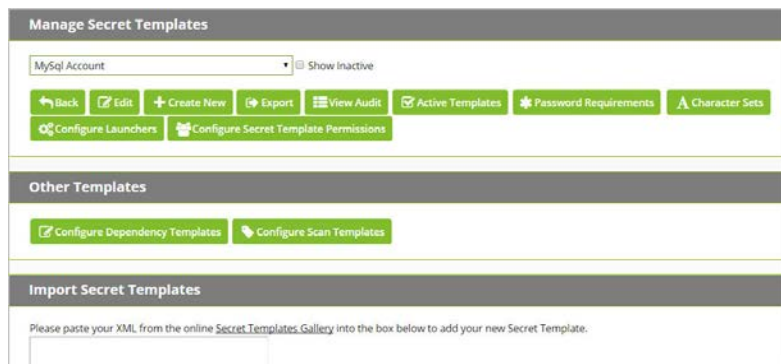 Manage Secret Templates
MySql Account Show Inactive
Back Edit Create New Export View Audit Active Templates Password Requirements Character Sets
Configure Launchers Configure Secret Template Permissions
Other Templates
Configure Dependency Templates Configure Scan Templates
Import Secret Templates
Please paste your XML from the online Secret Templates Gallery into the box below to add your new Secret Template.